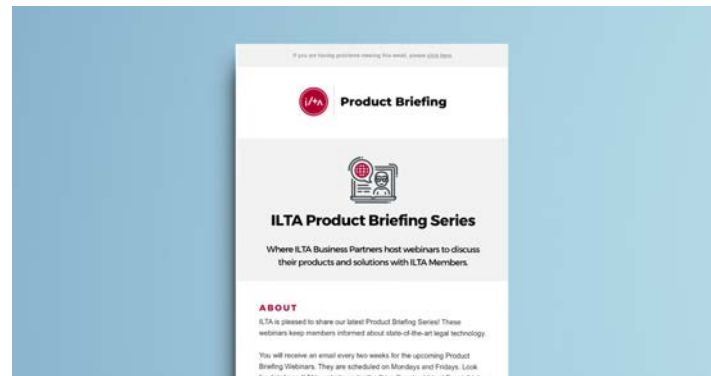 If you are having problems viewing this email, please click here.
ilta
Product Briefing
ILTA Product Briefing Series
Where ILTA Business Partners host webinars to discuss
their products and solutions with ILTA Members.
ABOUT
ILTA is pleased to share our latest Product Briefing Series! These
webinars keep members informed about state-of-the-art legal technology.
You will receive an email every two weeks for the upcoming Product
Briefing Webinars. They are scheduled on Mondays and Fridays. Look